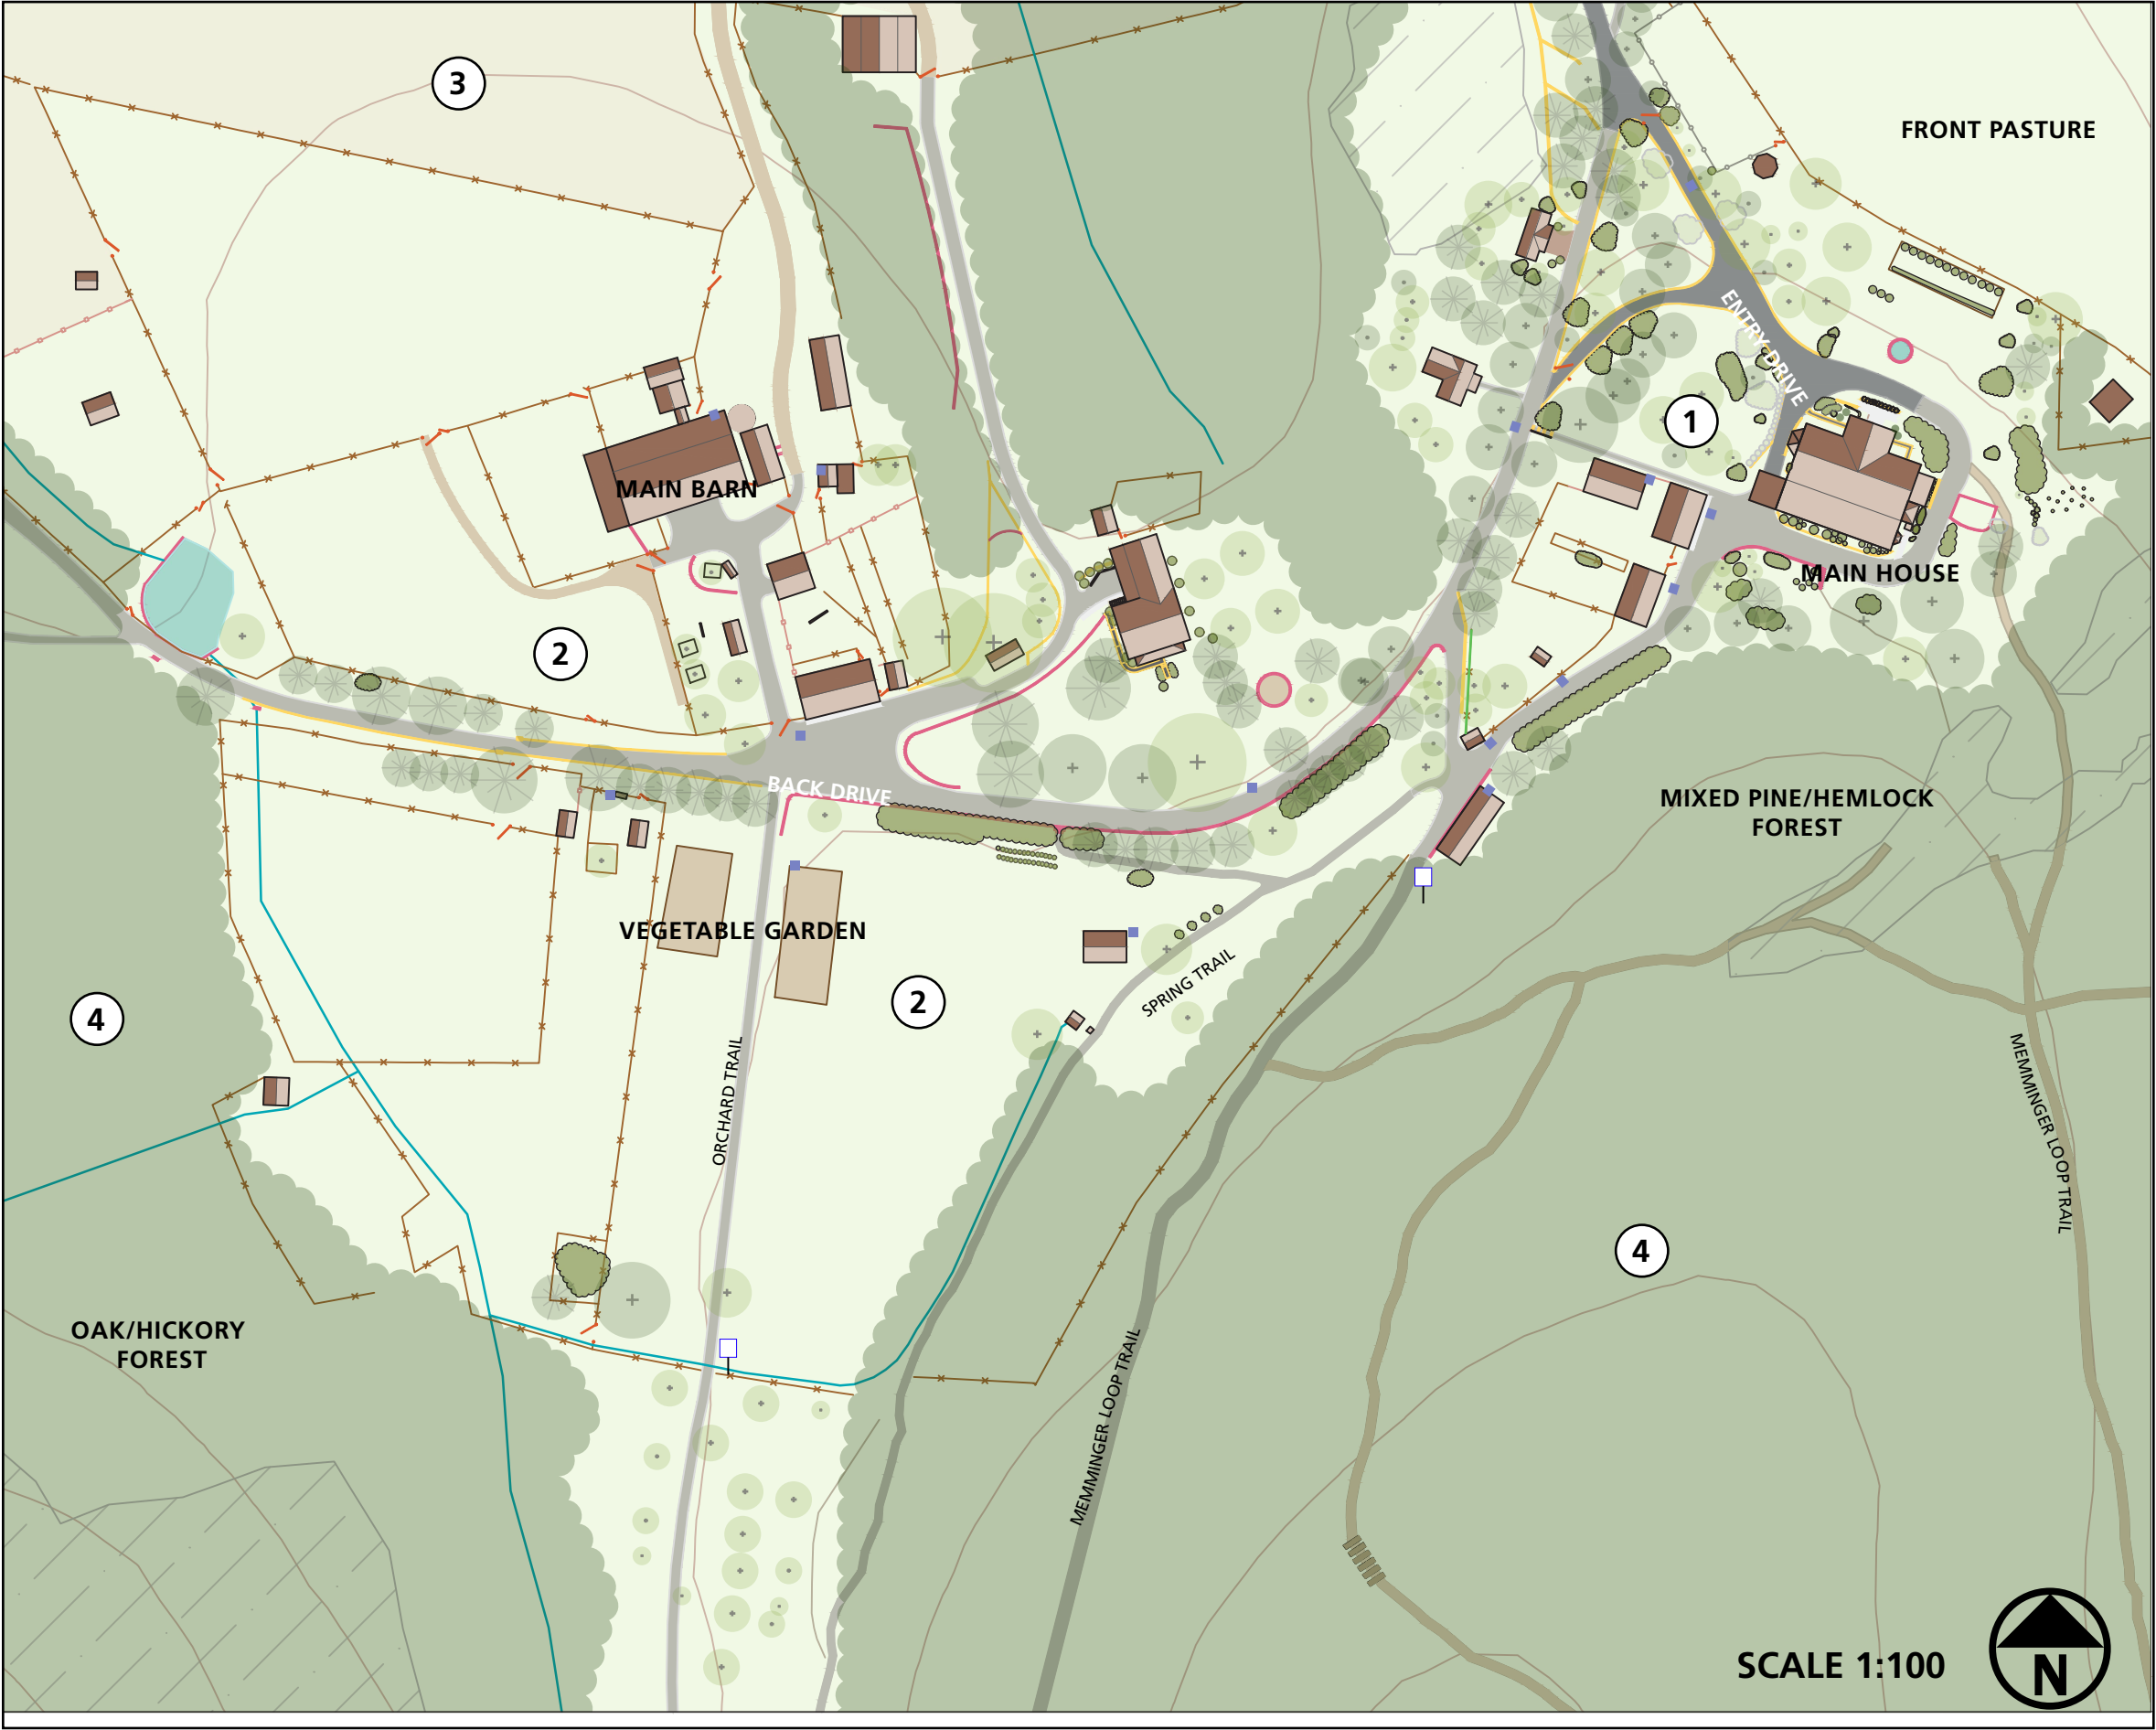 3
FRONT PASTURE
ENTRY DRIVE
1
MAIN BARN
MAIN HOUSE
2
BACK DRIVE
MIXED PINE/HEMLOCK
FOREST
VEGETABLE GARDEN
SPRING TRAIL
2
4
ORCHARD TRAIL
MEMMINGER LOOP TRAIL
4
OAK/HICKORY
FOREST
MEMMINGER LOOP TRAIL
SCALE 1:100
N